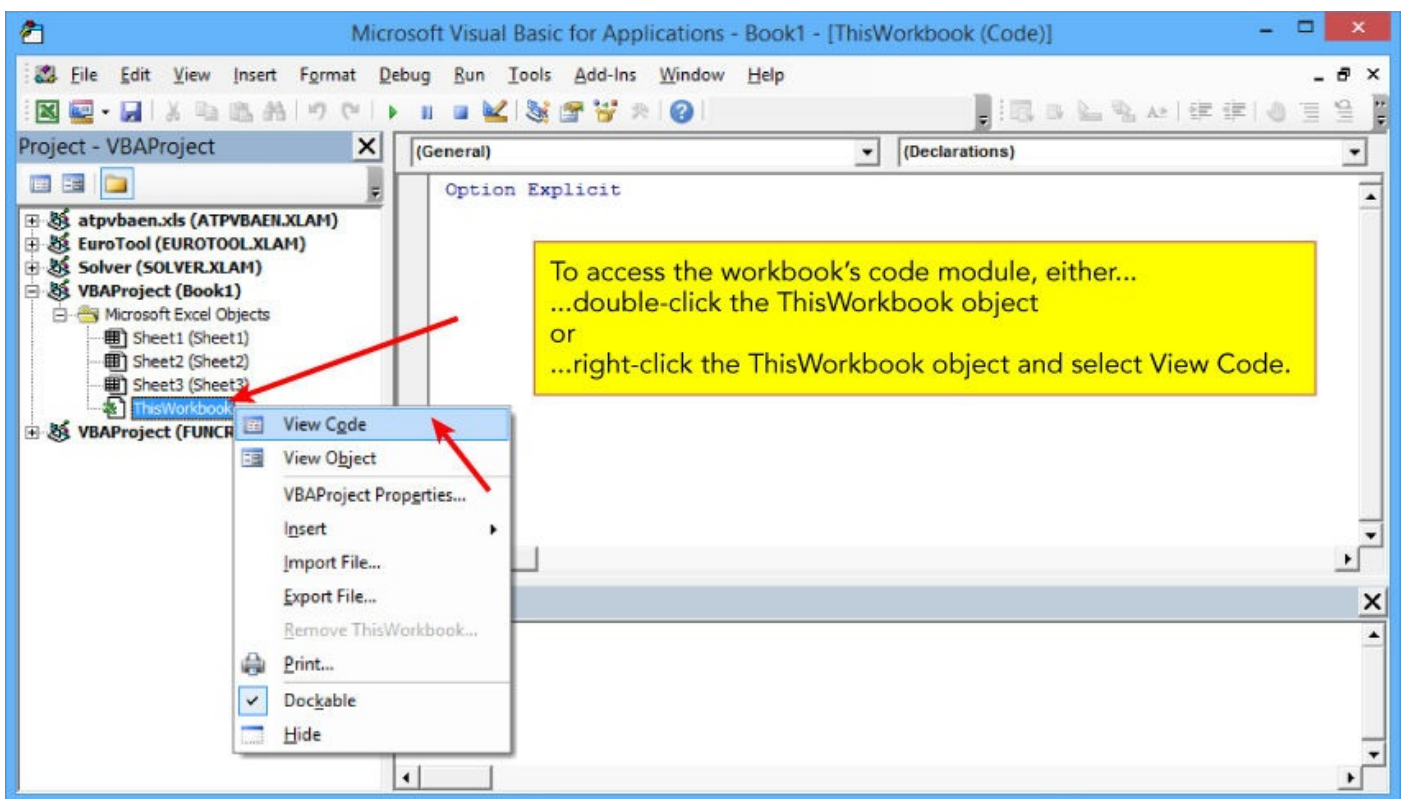 Microsoft Visual Basic for Applications - Book1 - [ThisWorkbook (Code)]
File Edit View Insert Format Debug Run Tools Add-Ins Window Help
Project - VBAProject
atpvbaen.xls (ATPVBAEN.XLAM)
EuroTool (EUROTOOL.XLAM)
Solver (SOLVER.XLAM)
VBAProject (Book1)
Microsoft Excel Objects
Sheet1 (Sheet1)
Sheet2 (Sheet2)
Sheet3 (Sheet3)
ThisWorkbook
VBAProject (FUNCR
View Code
View Object
VBAProject Properties...
Insert
Import File...
Export File...
Remove ThisWorkbook...
Print...
Dockable
Hide
(General) (Declarations)
Option Explicit
To access the workbook's code module, either...
...double-click the ThisWorkbook object
or
...right-click the ThisWorkbook object and select View Code.